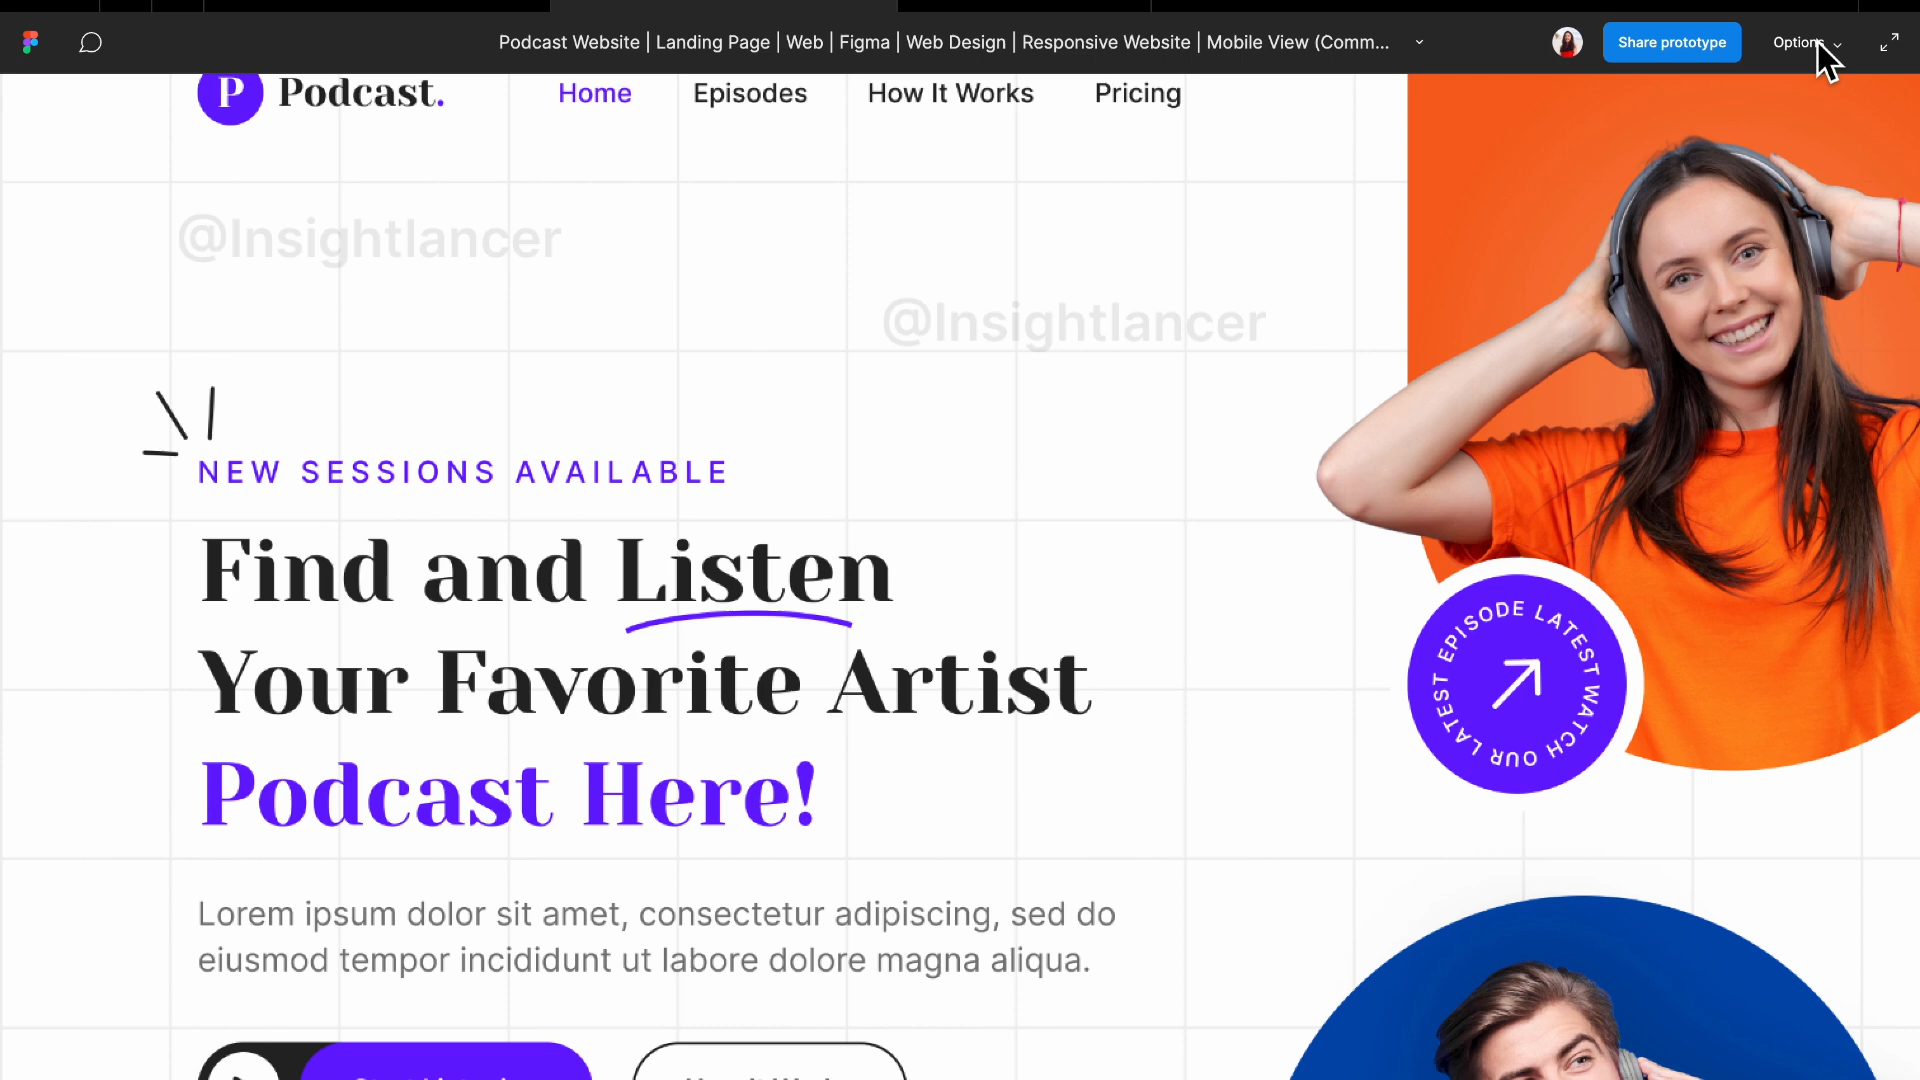 Podcast Website | Landing Page | Web | Figma | Web Design | Responsive Website | Mobile View (Comm...
Share prototype
Options
P
Podcast.
Home
Episodes
How It Works
Pricing
@Insightlancer
@Insightlancer
NEW SESSIONS AVAILABLE
Find and Listen
Your Favorite Artist
Podcast Here!
WATCH OUR LATEST EPISODE LATEST
Lorem ipsum dolor sit amet, consectetur adipiscing, sed do
eiusmod tempor incididunt ut labore dolore magna aliqua.